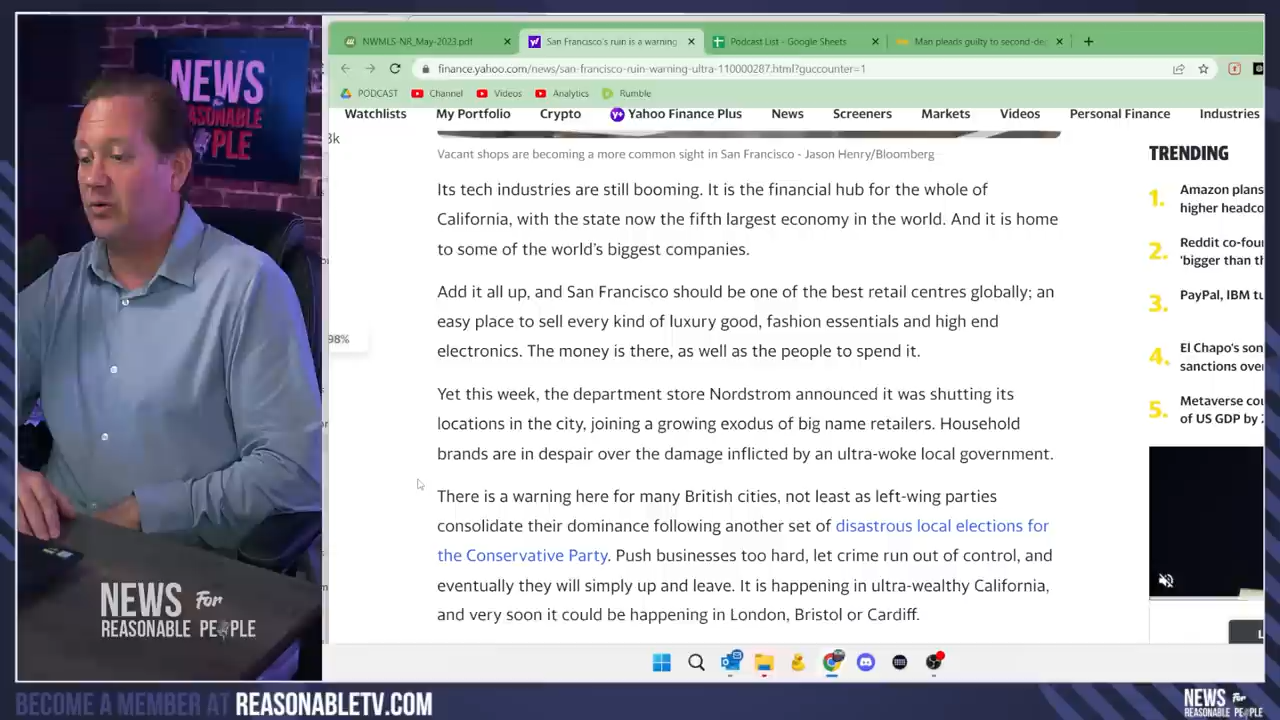 NEWS
For
REASONABLE
PE PLE
NWMLS-NR_May-2023.pdf
San Francisco's ruin is a warning
Podcast List - Google Sheets
Man pleads guilty to second-de
finance.yahoo.com/news/san-francisco-ruin-warning-ultra-110000287.html?guccounter=1
PODCAST Channel Videos Analytics Rumble
Watchlists My Portfolio Crypto Yahoo Finance Plus News Screeners Markets Videos Personal Finance Industries
8k
Vacant shops are becoming a more common sight in San Francisco - Jason Henry/Bloomberg
Its tech industries are still booming. It is the financial hub for the whole of
California, with the state now the fifth largest economy in the world. And it is home
to some of the world's biggest companies.
Add it all up, and San Francisco should be one of the best retail centres globally; an
easy place to sell every kind of luxury good, fashion essentials and high end
electronics. The money is there, as well as the people to spend it.
Yet this week, the department store Nordstrom announced it was shutting its
locations in the city, joining a growing exodus of big name retailers. Household
brands are in despair over the damage inflicted by an ultra-woke local government.
There is a warning here for many British cities, not least as left-wing parties
consolidate their dominance following another set of disastrous local elections for
the Conservative Party. Push businesses too hard, let crime run out of control, and
eventually they will simply up and leave. It is happening in ultra-wealthy California,
and very soon it could be happening in London, Bristol or Cardiff.
98%
TRENDING
1. Amazon plans
higher headco
2. Reddit co-fou
'bigger than th
3. PayPal, IBM tu
4. El Chapo's son
sanctions over
5. Metaverse cou
of US GDP by
NEWS For
REASONABLE PE PLE
BECOME A MEMBER AT REASONABLETV.COM
NEWS For
REASONABLE PE PLE